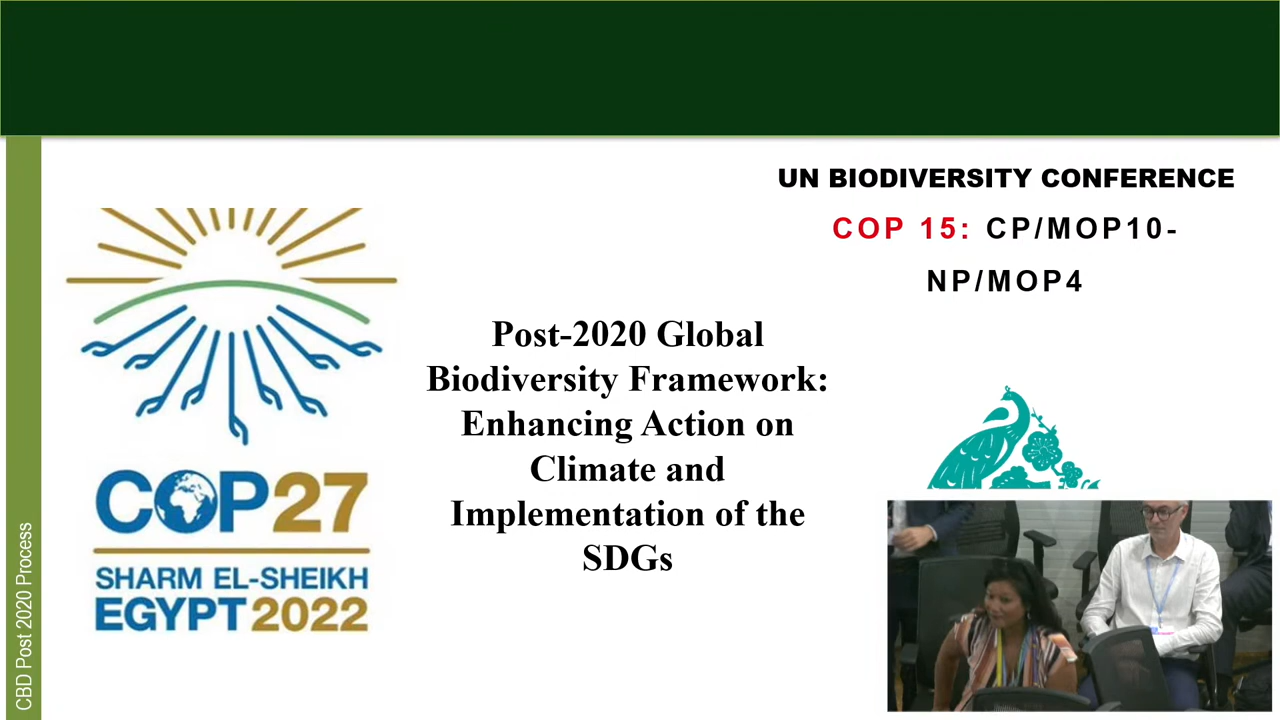 UN BIODIVERSITY CONFERENCE
COP 15: CP/MOP10-
NP/MOP4
Post-2020 Global
Biodiversity Framework:
Enhancing Action on
Climate and
Implementation of the
SDGs
COP27
SHARM EL-SHEIKH
EGYPT 2022
CBD Post 2020 Process